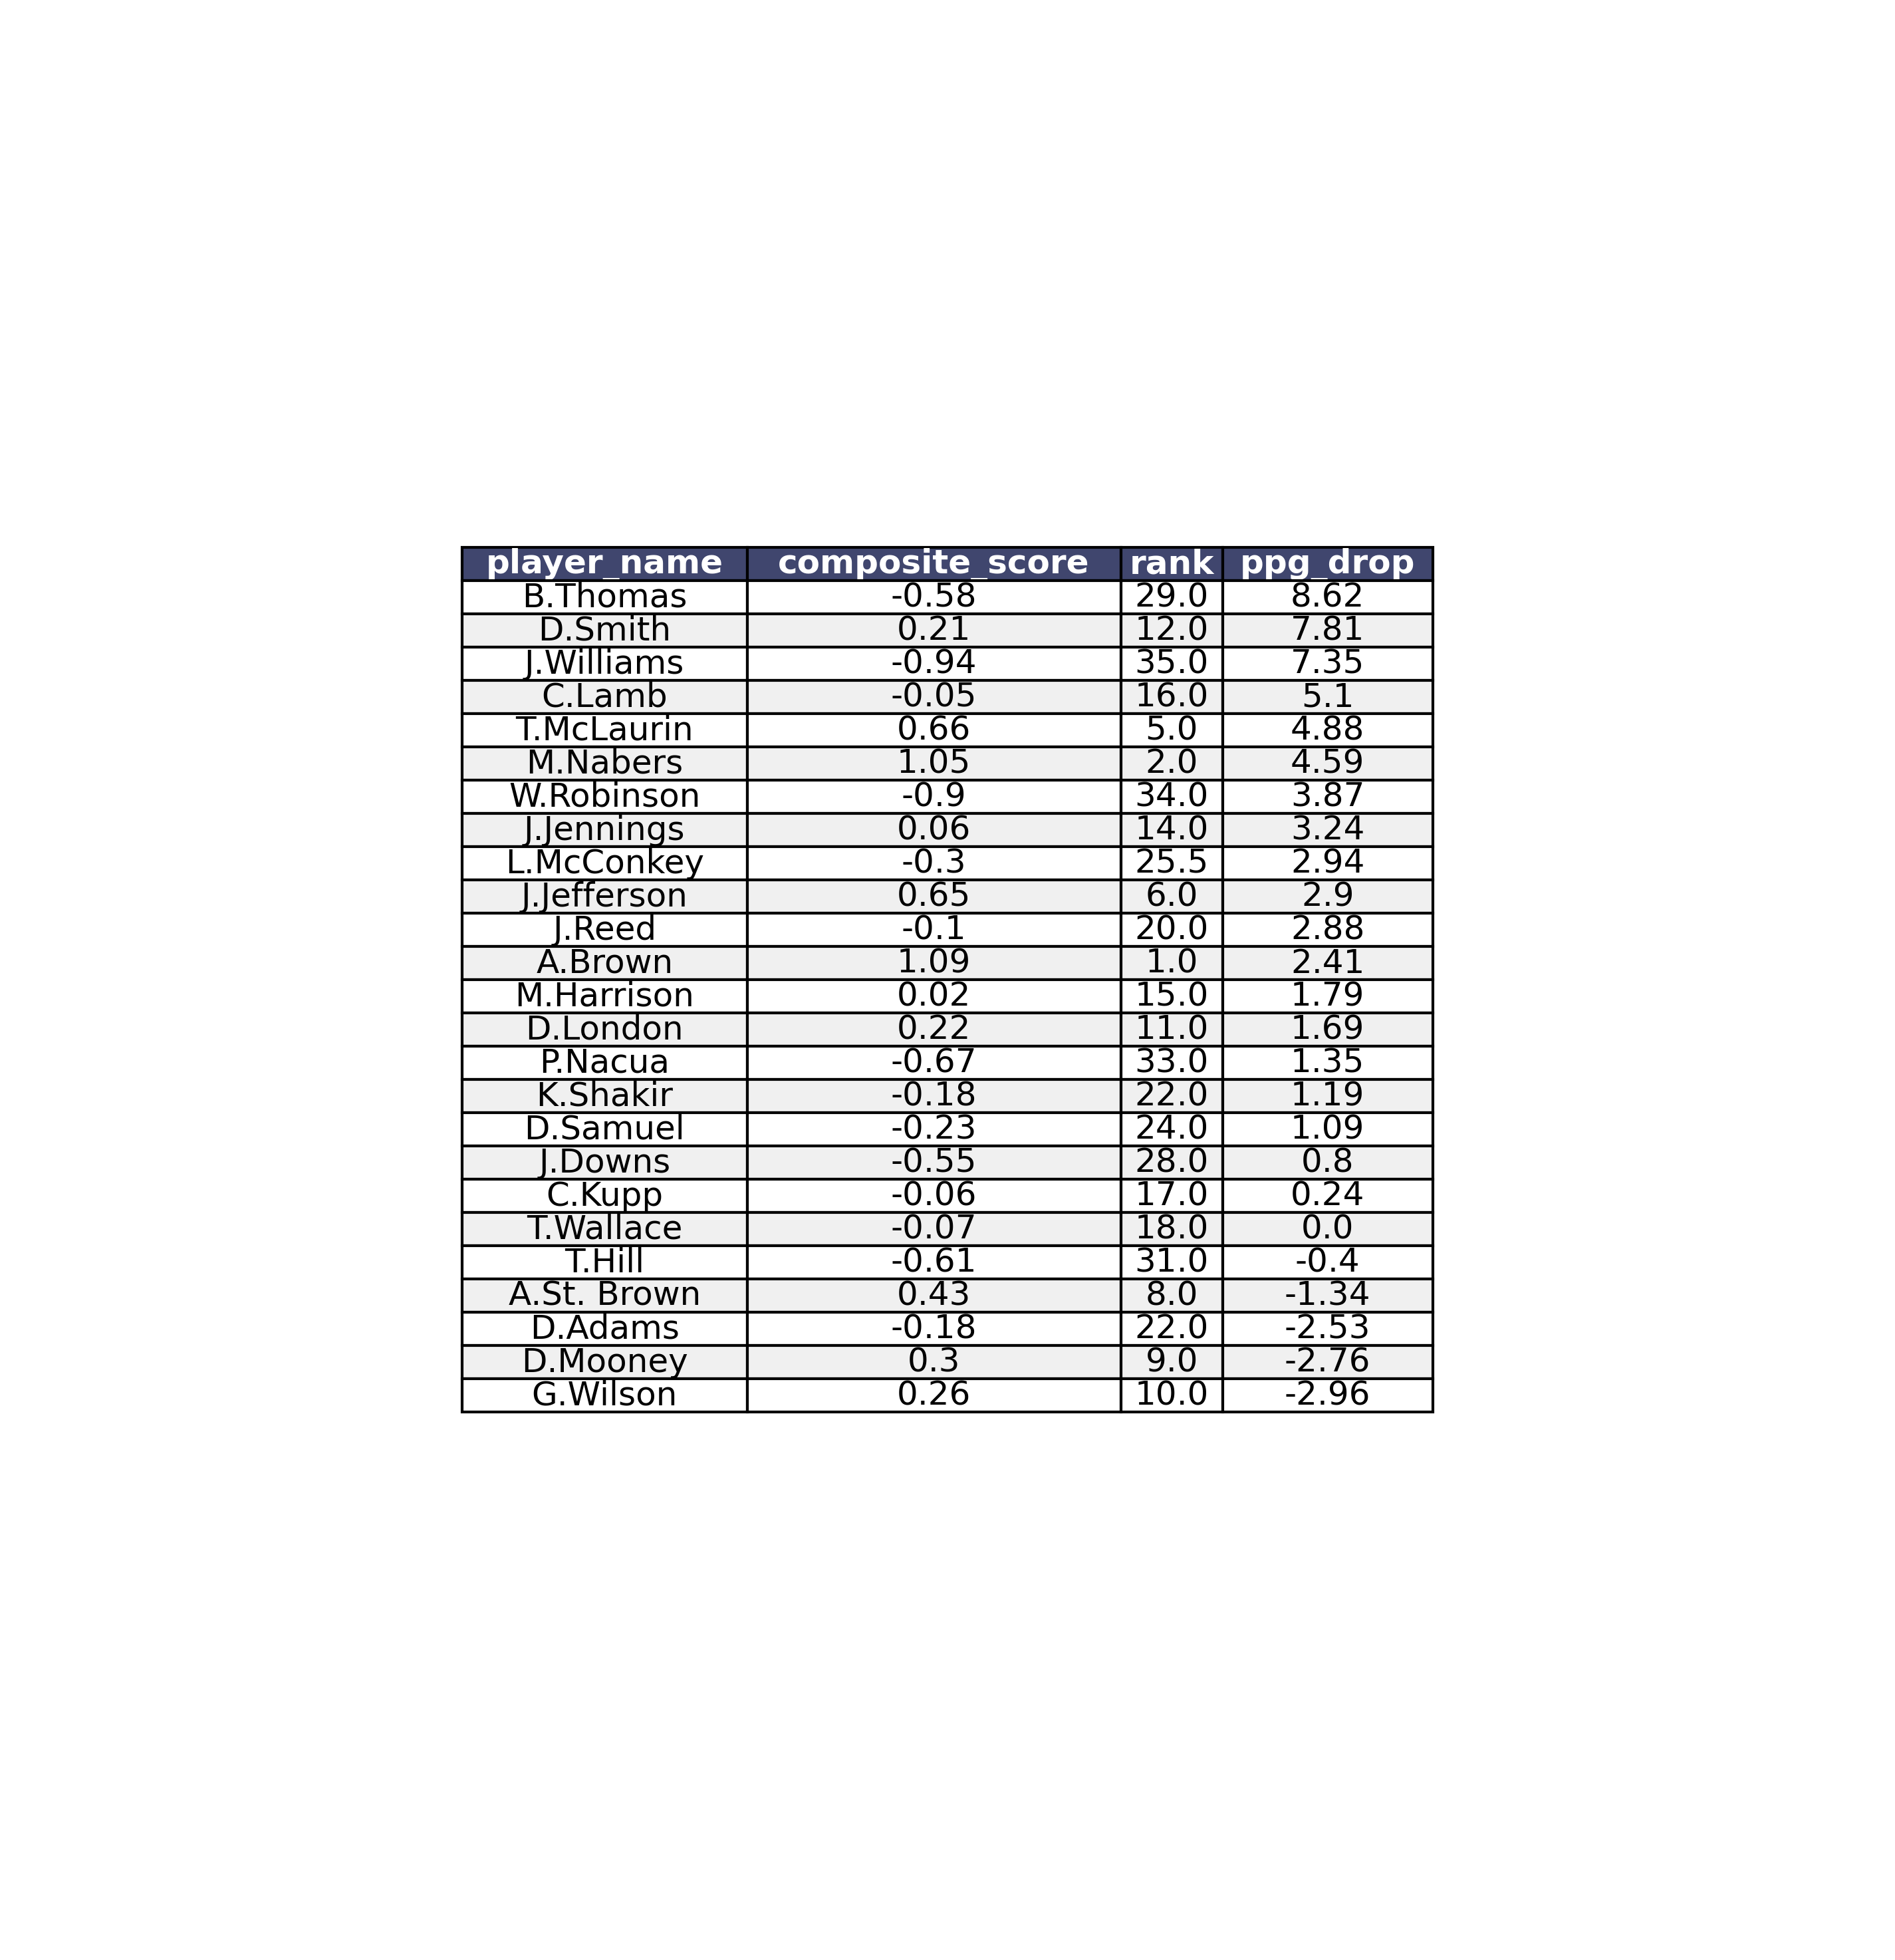 player_name composite_score rank ppg_drop
B.Thomas -0.58 29.0 8.62
D.Smith 0.21 12.0 7.81
J.Williams -0.94 35.0 7.35
C.Lamb -0.05 16.0 5.1
T.McLaurin 0.66 5.0 4.88
M.Nabers 1.05 2.0 4.59
W.Robinson -0.9 34.0 3.87
J.Jennings 0.06 14.0 3.24
L.McConkey -0.3 25.5 2.94
J.Jefferson 0.65 6.0 2.9
J.Reed -0.1 20.0 2.88
A.Brown 1.09 1.0 2.41
M.Harrison 0.02 15.0 1.79
D.London 0.22 11.0 1.69
P.Nacua -0.67 33.0 1.35
K.Shakir -0.18 22.0 1.19
D.Samuel -0.23 24.0 1.09
J.Downs -0.55 28.0 0.8
C.Kupp -0.06 17.0 0.24
T.Wallace -0.07 18.0 0.0
T.Hill -0.61 31.0 -0.4
A.St. Brown 0.43 8.0 -1.34
D.Adams -0.18 22.0 -2.53
D.Mooney 0.3 9.0 -2.76
G.Wilson 0.26 10.0 -2.96